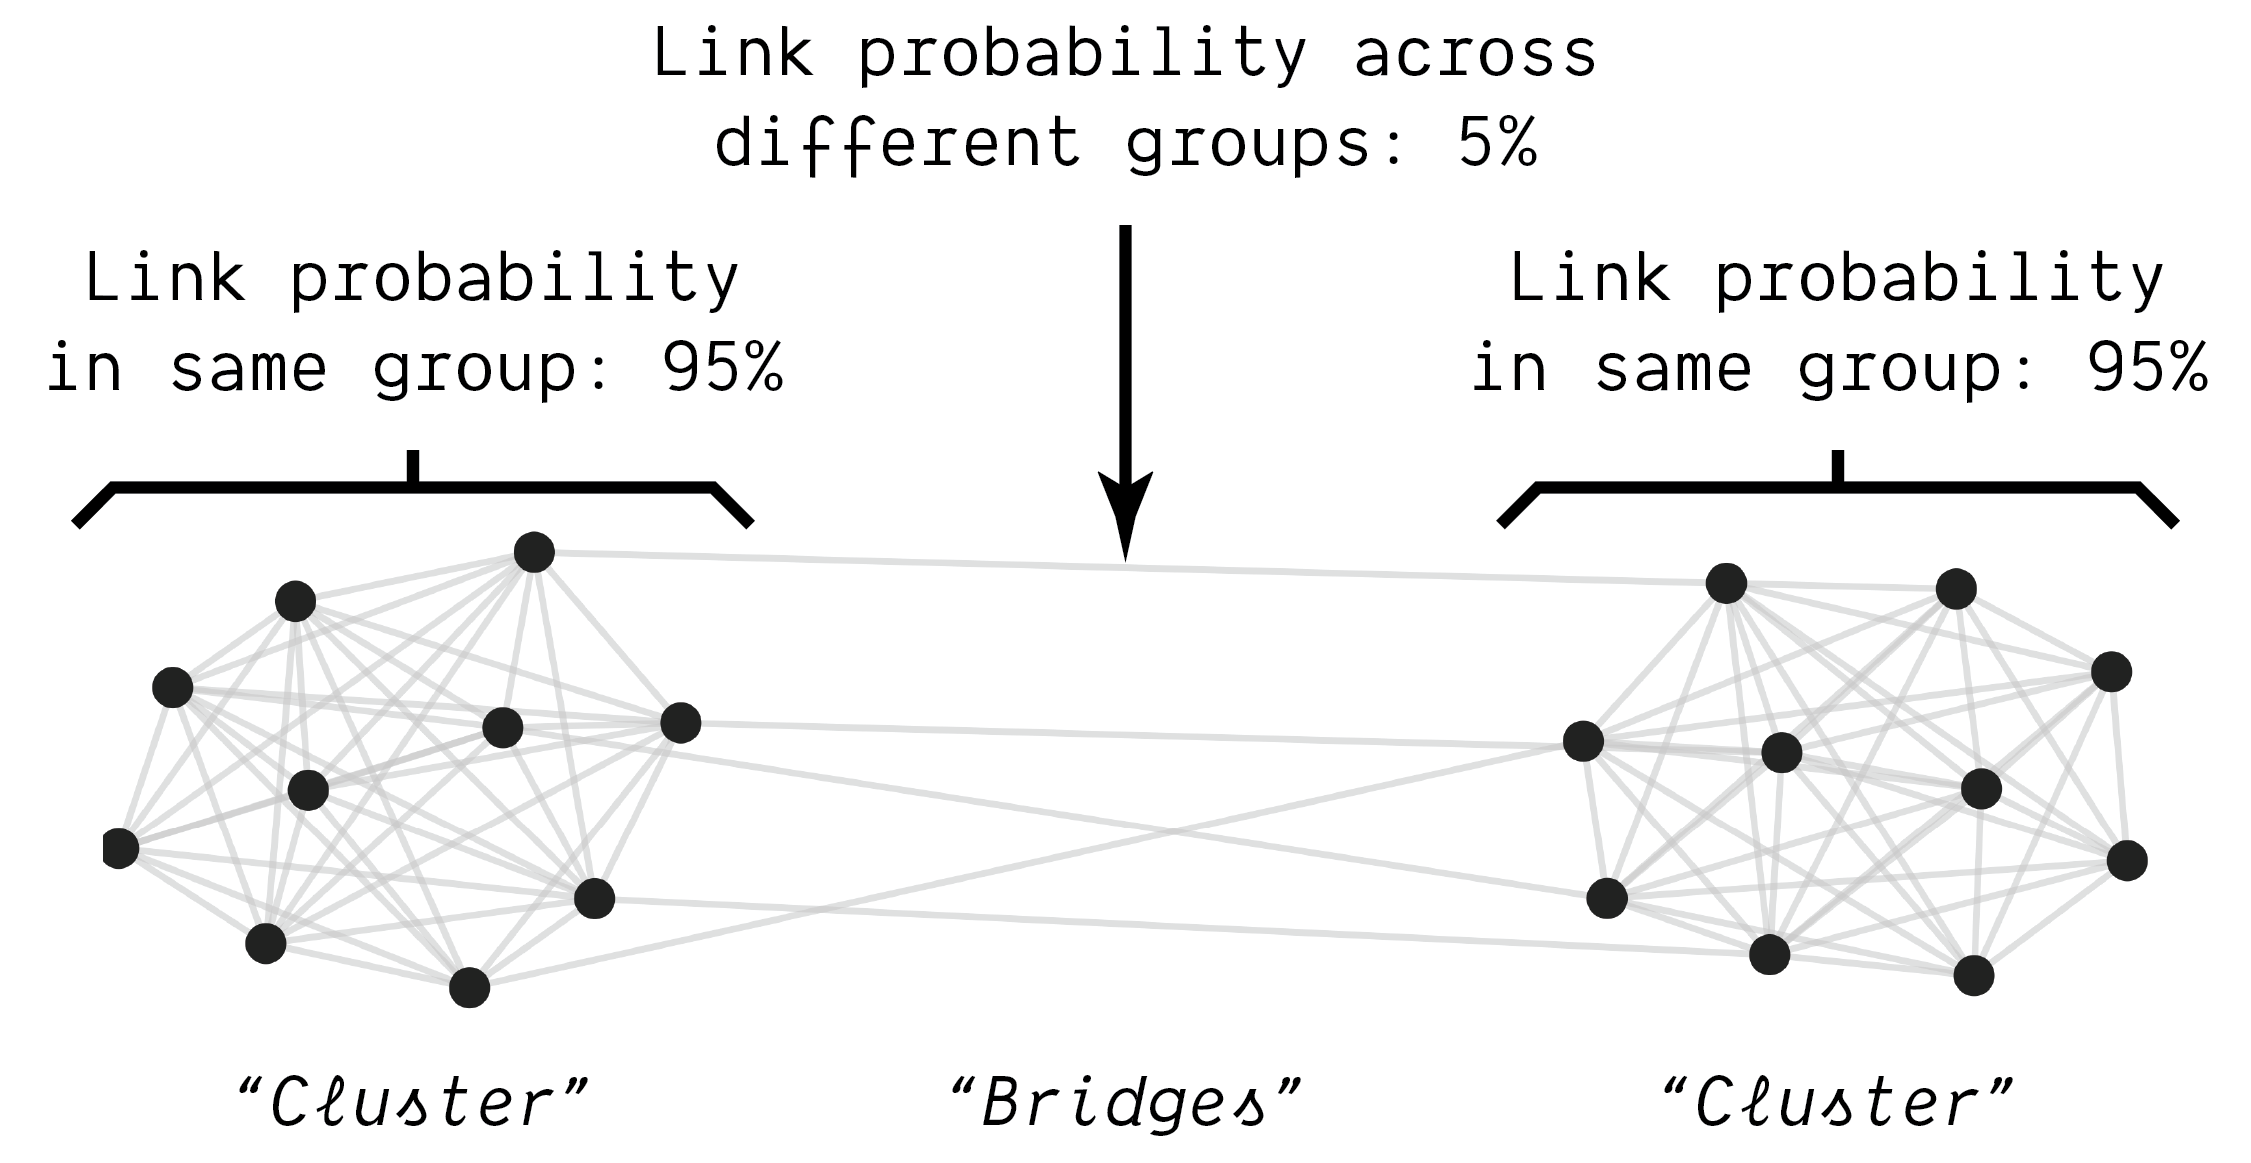 Link probability across
different groups: 5%
Link probability
in same group: 95%
Link probability
in same group: 95%
“Cluster”
“Bridges”
“Cluster”